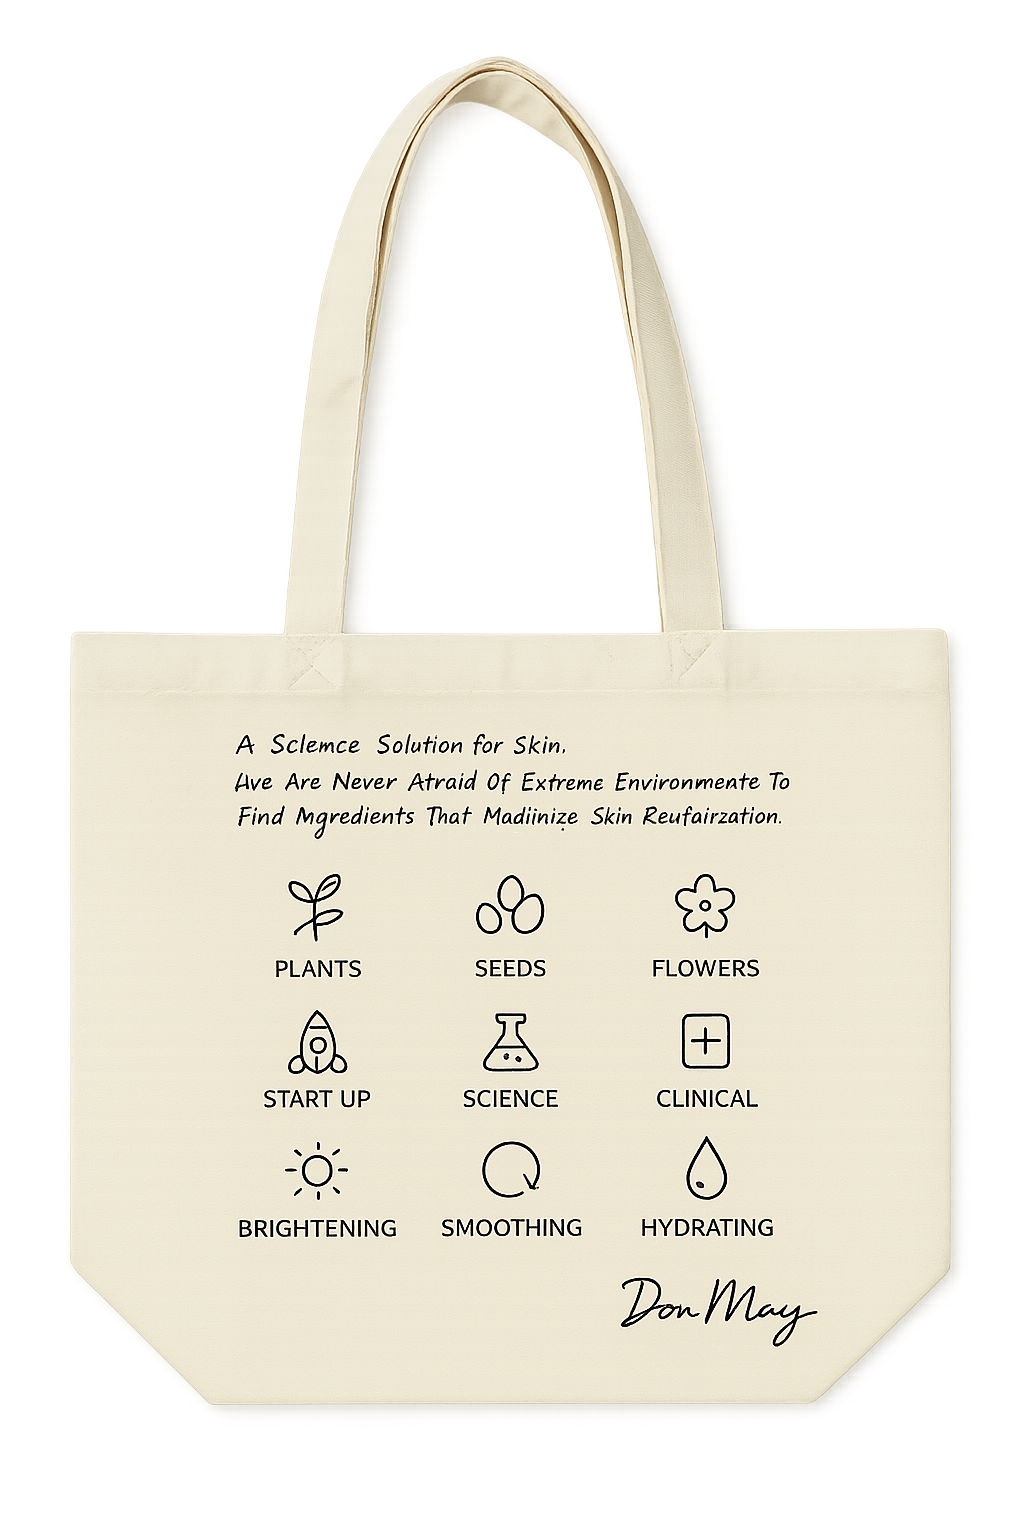 A Sclemce Solution for Skin,
Ave Are Never Atraid Of Extreme Environmente To
Find Mgredients That Madiinize Skin Reufairzation.
PLANTS SEEDS FLOWERS
START UP SCIENCE CLINICAL
BRIGHTENING SMOOTHING HYDRATING
Don May